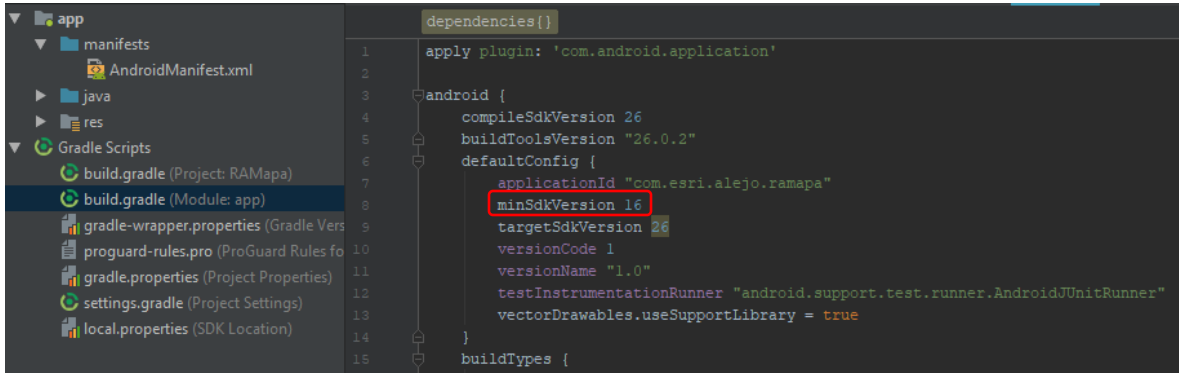 app
manifests
AndroidManifest.xml
java
res
Gradle Scripts
build.gradle (Project: RAMapa)
build.gradle (Module: app)
gradle-wrapper.properties (Gradle Vers
proguard-rules.pro (ProGuard Rules fo
gradle.properties (Project Properties)
settings.gradle (Project Settings)
local.properties (SDK Location)
dependencies{}
1 apply plugin: 'com.android.application'
2
3 android {
4 compileSdkVersion 26
5 buildToolsVersion "26.0.2"
6 defaultConfig {
7 applicationId "com.esri.alejo.ramapa"
8 minSdkVersion 16
9 targetSdkVersion 26
10 versionCode 1
11 versionName "1.0"
12 testInstrumentationRunner "android.support.test.runner.AndroidJUnitRunner"
13 vectorDrawables.useSupportLibrary = true
14 }
15 buildTypes {